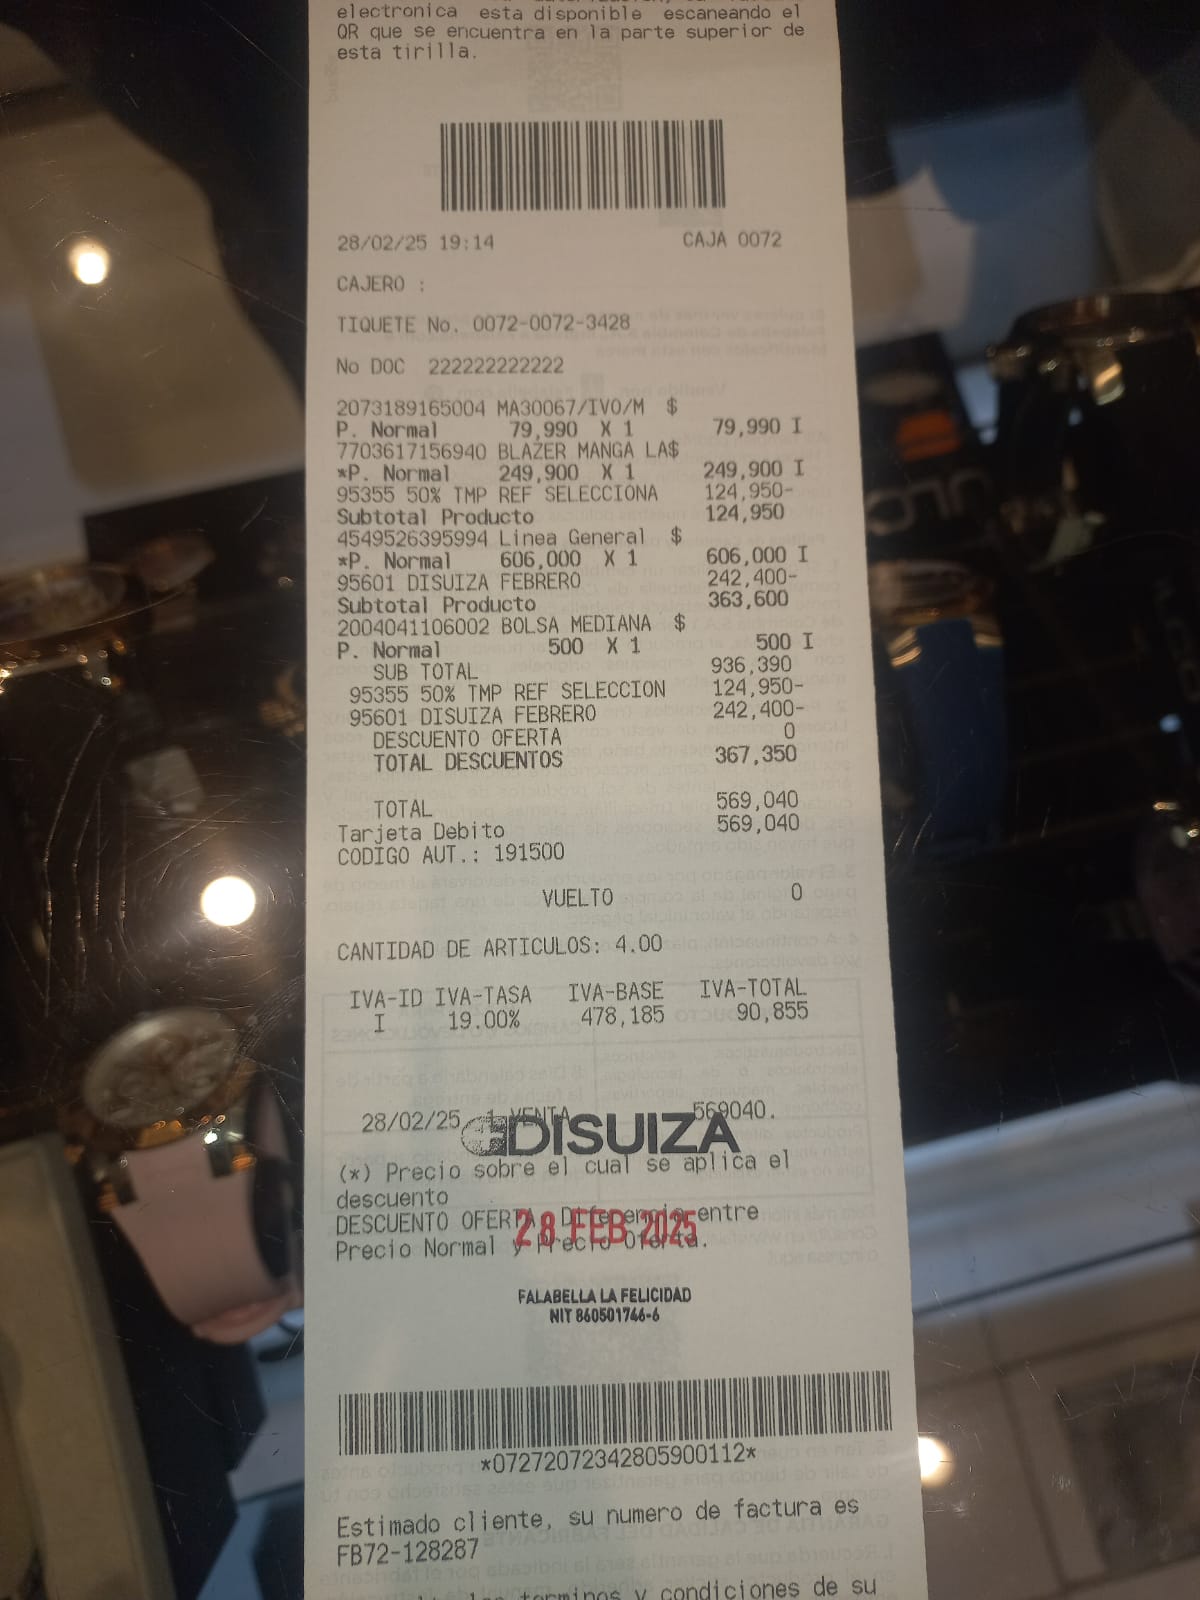 electronica esta disponible escaneando el
QR que se encuentra en la parte superior de
esta tirilla.
28/02/25 19:14 CAJA 0072
CAJERO :
TIQUETE No. 0072-0072-3428
No DOC 222222222222
2073189165004 MA30067/IVO/M $
P. Normal 79,990 X 1 79,990 I
7703617156940 BLAZER MANGA LA$
*P. Normal 249,900 X 1 249,900 I
95355 50% TMP REF SELECCIONA 124,950-
Subtotal Producto 124,950
4549526395994 Linea General $
*P. Normal 606,000 X 1 606,000 I
95601 DISUIZA FEBRERO 242,400-
Subtotal Producto 363,600
2004041106002 BOLSA MEDIANA $
P. Normal 500 X 1 500 I
SUB TOTAL 936,390
95355 50% TMP REF SELECCION 124,950-
95601 DISUIZA FEBRERO 242,400-
DESCUENTO OFERTA 0
TOTAL DESCUENTOS 367,350
TOTAL 569,040
Tarjeta Debito 569,040
CODIGO AUT.: 191500
VUELTO 0
CANTIDAD DE ARTICULOS: 4.00
IVA-ID IVA-TASA IVA-BASE IVA-TOTAL
I 19.00% 478,185 90,855
28/02/25 VENTA 569040.
DISUIZA
(*) Precio sobre el cual se aplica el
descuento
DESCUENTO OFERTA Diferencia entre
28 FEB 2025
Precio Normal y Precio Oferta.
FALABELLA LA FELICIDAD
NIT 860501746-6
*07272072342805900112*
Estimado cliente, su numero de factura es
FB72-128287
terminos y condiciones de su